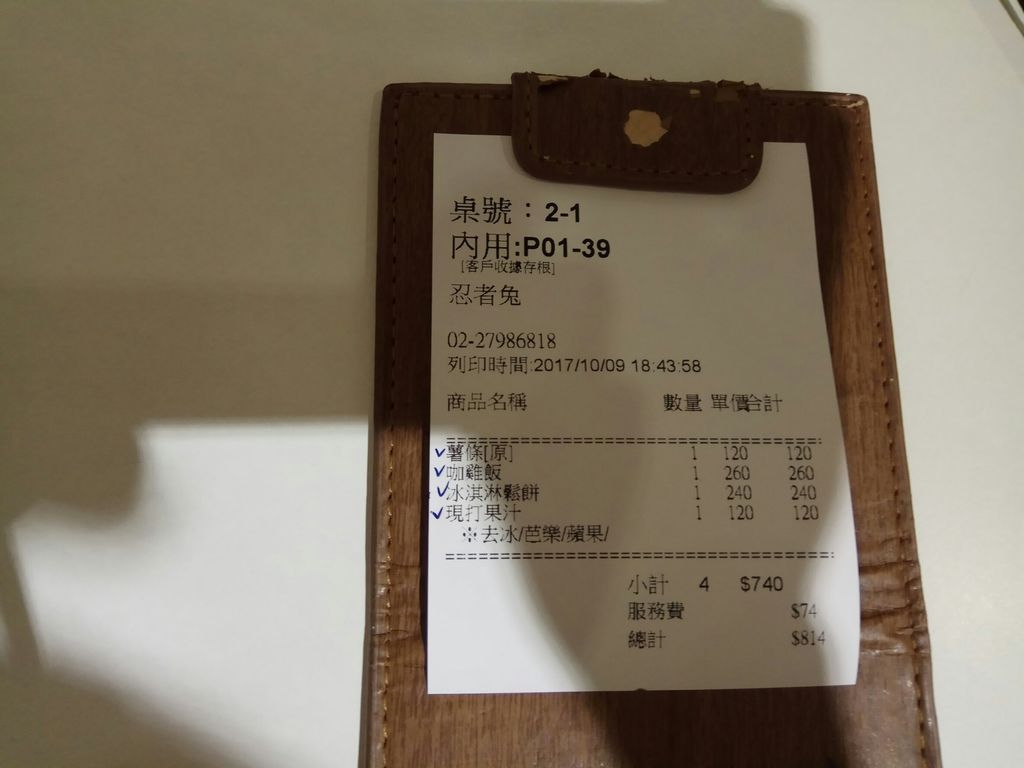 桌號：2-1
內用:P01-39
[客戶收據存根]
忍者兔
02-27986818
列印時間:2017/10/09 18:43:58
商品名稱 數量 單價合計
==========================================
✓薯條[原] 1 120 120
✓咖雞飯 1 260 260
✓冰淇淋鬆餅 1 240 240
✓現打果汁 1 120 120
※去冰/芭樂/蘋果/
==========================================
小計 4 $740
服務費 $74
總計 $814